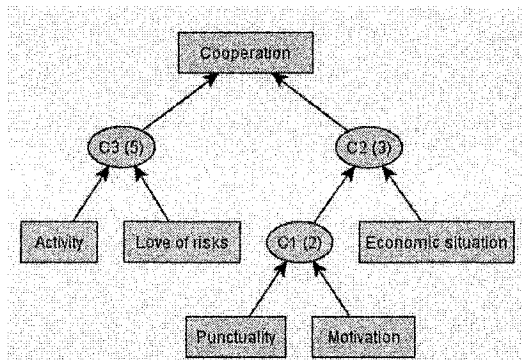 Cooperation
C3 (5)
C2 (3)
Activity
Love of risks
C1 (2)
Economic situation
Punctuality
Motivation